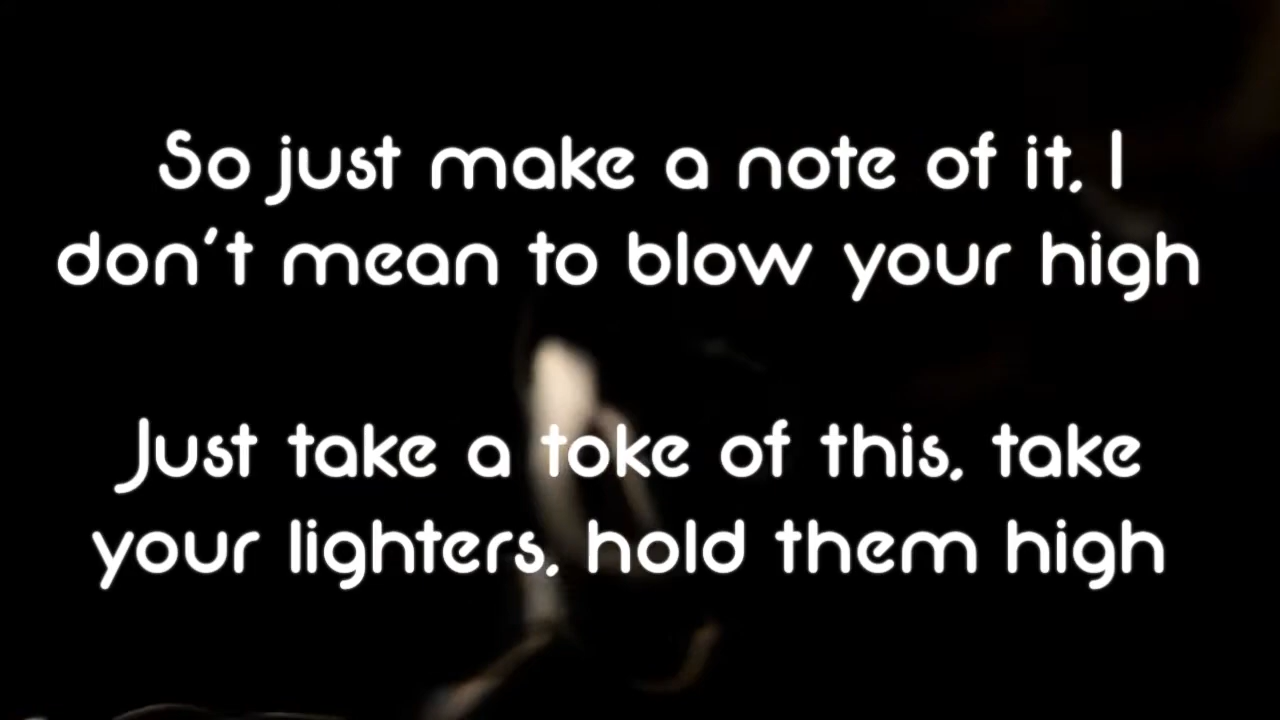 So just make a note of it, I
don't mean to blow your high
Just take a toke of this, take
your lighters, hold them high